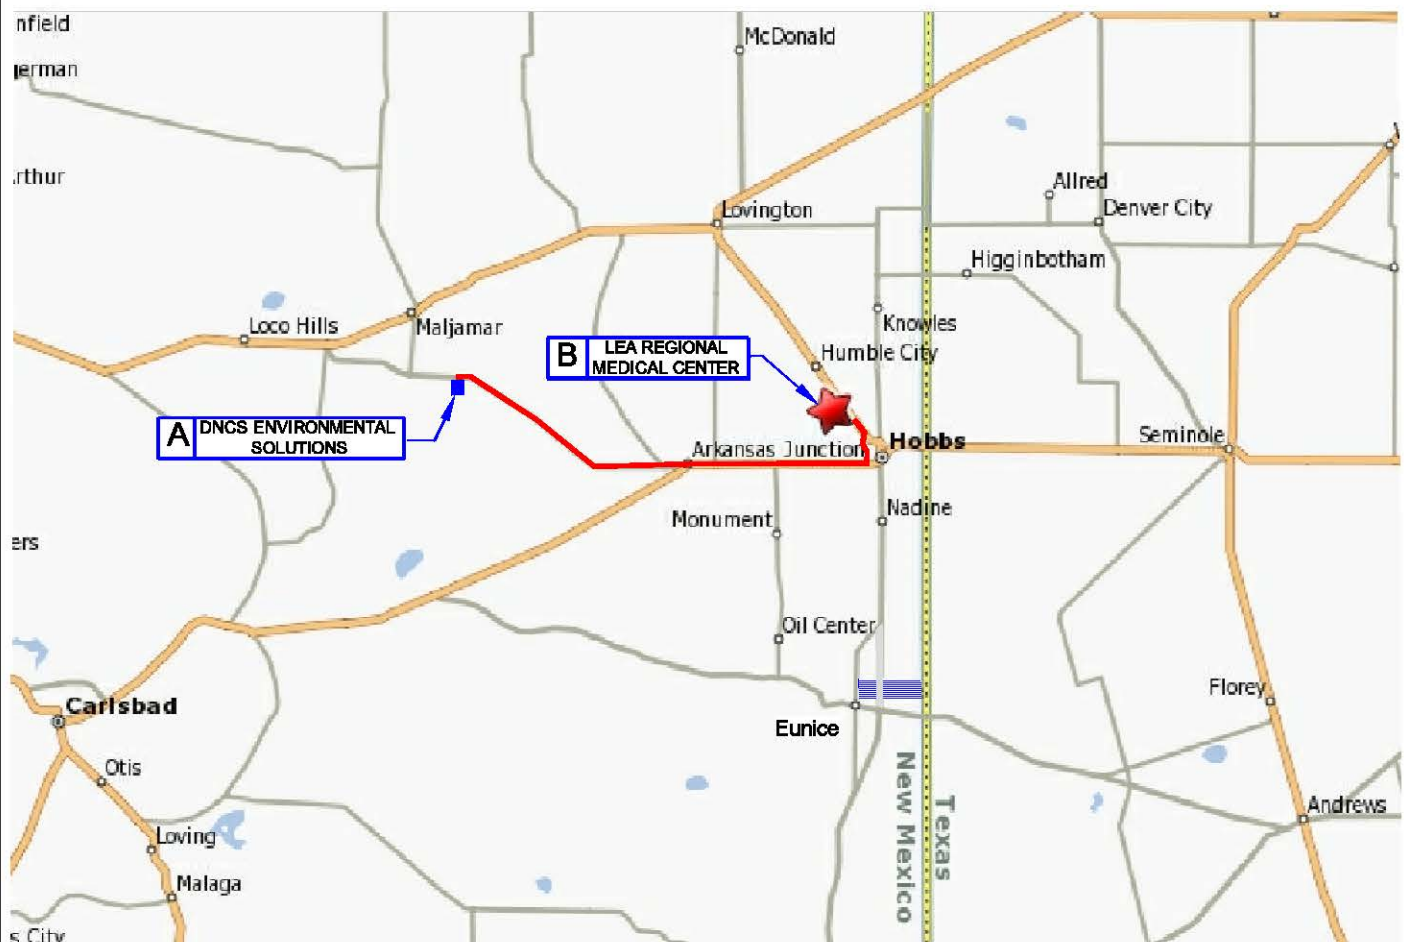 nfield
McDonald
erman
rthur
Allred
Lovington
Denver City
Higginbotham
Loco Hills
Maljamar
Knowles
B
LEA REGIONAL
MEDICAL CENTER
Humble City
A
DNCS ENVIRONMENTAL
SOLUTIONS
Arkansas Junction
Hobbs
Seminole
Monument
Nadine
ers
Oil Center
Carlsbad
Florey
Eunice
Otis
New Mexico
Texas
Andrews
Loving
Malaga
s City